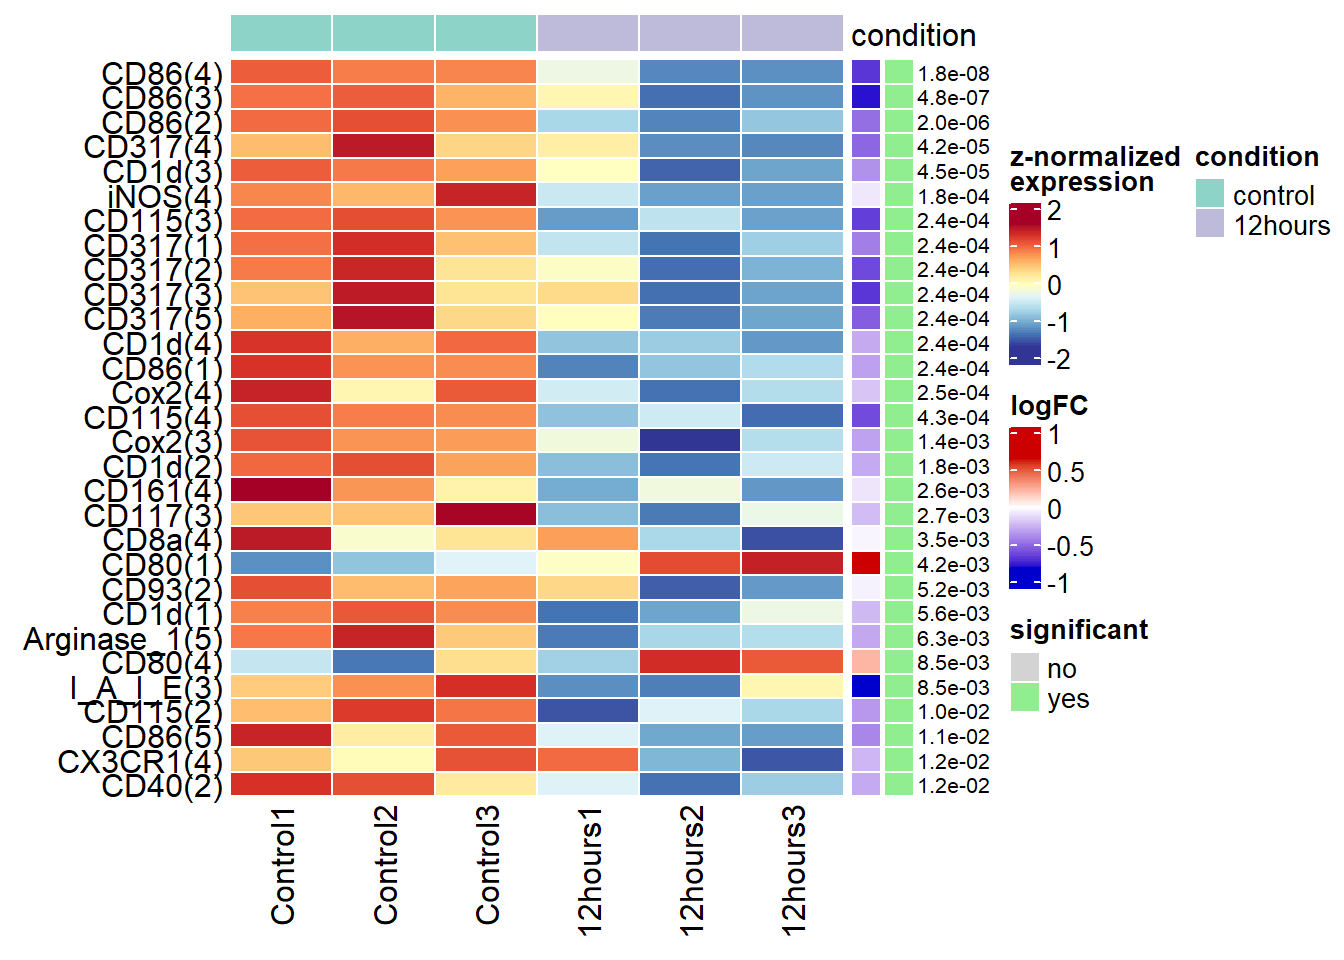 condition
CD86(4) 1.8e-08
CD86(3) 4.8e-07
CD86(2) 2.0e-06
CD317(4) 4.2e-05
CD1d(3) 4.5e-05
iNOS(4) 1.8e-04
CD115(3) 2.4e-04
CD317(1) 2.4e-04
CD317(2) 2.4e-04
CD317(3) 2.4e-04
CD317(5) 2.4e-04
CD1d(4) 2.4e-04
CD86(1) 2.4e-04
Cox2(4) 2.5e-04
CD115(4) 4.3e-04
Cox2(3) 1.4e-03
CD1d(2) 1.8e-03
CD161(4) 2.6e-03
CD117(3) 2.7e-03
CD8a(4) 3.5e-03
CD80(1) 4.2e-03
CD93(2) 5.2e-03
CD1d(1) 5.6e-03
Arginase_1(5) 6.3e-03
CD80(4) 8.5e-03
I_A_I_E(3) 8.5e-03
CD115(2) 1.0e-02
CD86(5) 1.1e-02
CX3CR1(4) 1.2e-02
CD40(2) 1.2e-02
Control1
Control2
Control3
12hours1
12hours2
12hours3
z-normalized
expression
2
1
0
-1
-2
logFC
1
0.5
0
-0.5
-1
significant
no
yes
condition
control
12hours